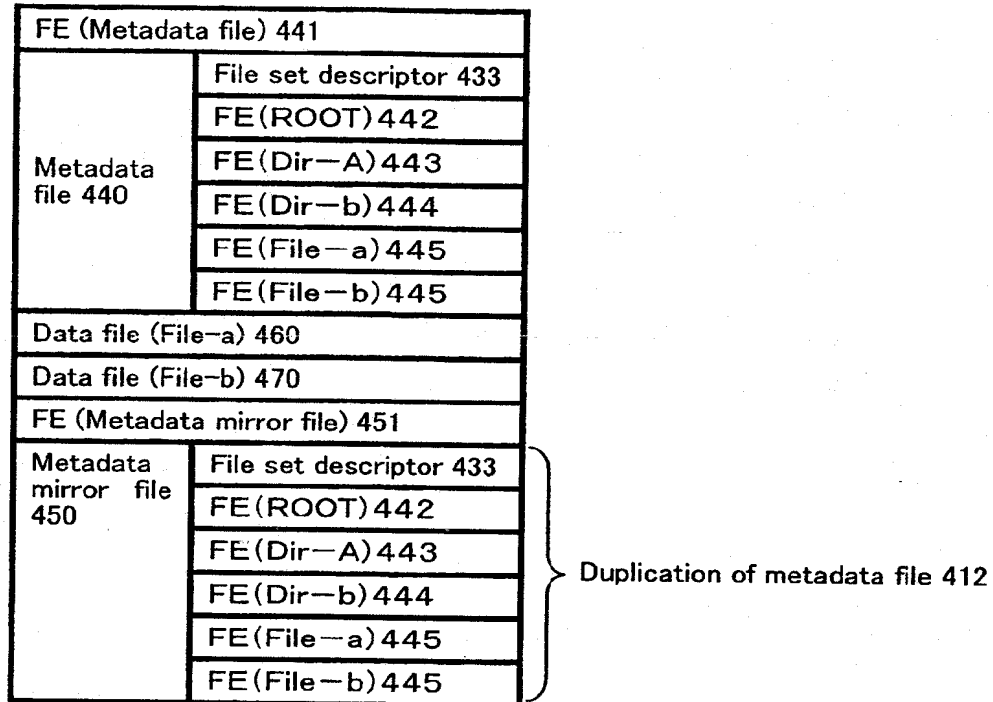 FE (Metadata file) 441
Metadata
file 440
File set descriptor 433
FE(ROOT)442
FE(Dir—A)443
FE(Dir—b)444
FE(File—a)445
FE(File—b)445
Data file (File-a) 460
Data file (File-b) 470
FE (Metadata mirror file) 451
Metadata
mirror file
450
File set descriptor 433
FE(ROOT)442
FE(Dir—A)443
FE(Dir—b)444
FE(File—a)445
FE(File—b)445
Duplication of metadata file 412